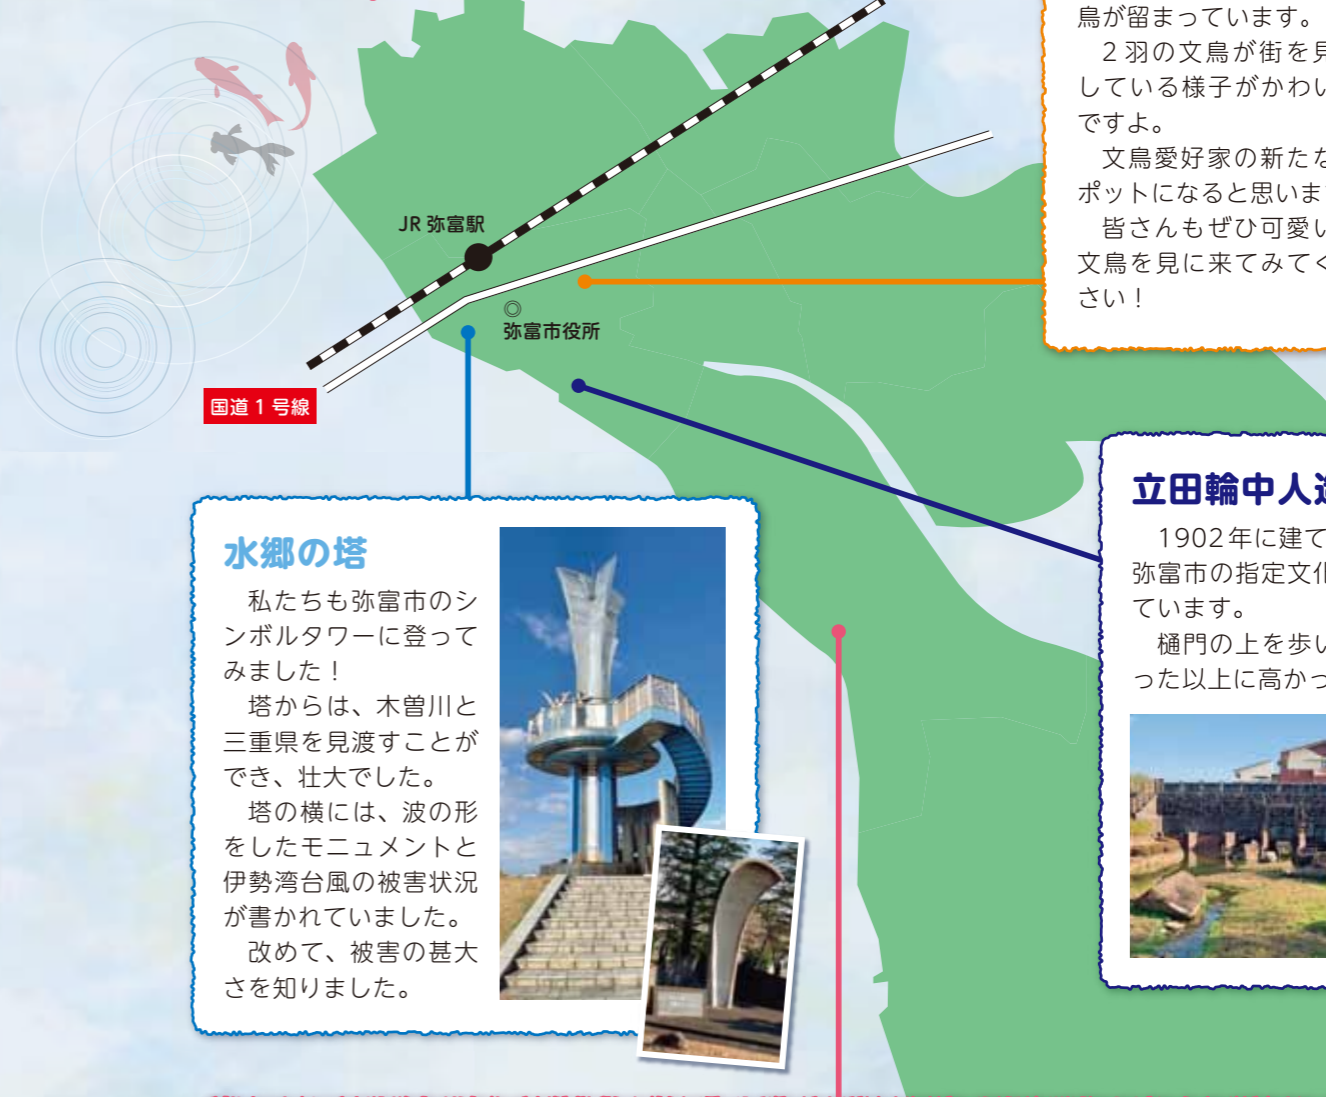 鳥が留まっています。
２羽の文鳥が街を見
している様子がかわい
ですよ。
文鳥愛好家の新たな
ポットになると思いま
皆さんもぜひ可愛い
文鳥を見に来てみてく
さい！
JR 弥富駅
弥富市役所
国道 1 号線
水郷の塔
私たちも弥富市のシ
ンボルタワーに登って
みました！
塔からは、木曽川と
三重県を見渡すことが
でき、壮大でした。
塔の横には、波の形
をしたモニュメントと
伊勢湾台風の被害状況
が書かれていました。
改めて、被害の甚大
さを知りました。
立田輪中人
1902年に建て
弥富市の指定文化
ています。
樋門の上を歩い
った以上に高かっ